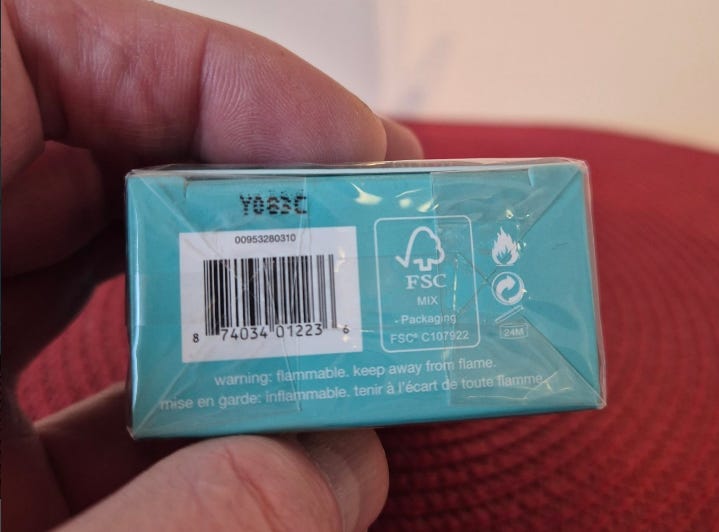 Y083C
00953280310
8 74034 01223 6
FSC
MIX
Packaging
FSC® C107922
24M
warning: flammable. keep away from flame.
mise en garde: inflammable. tenir à l'écart de toute flamme.